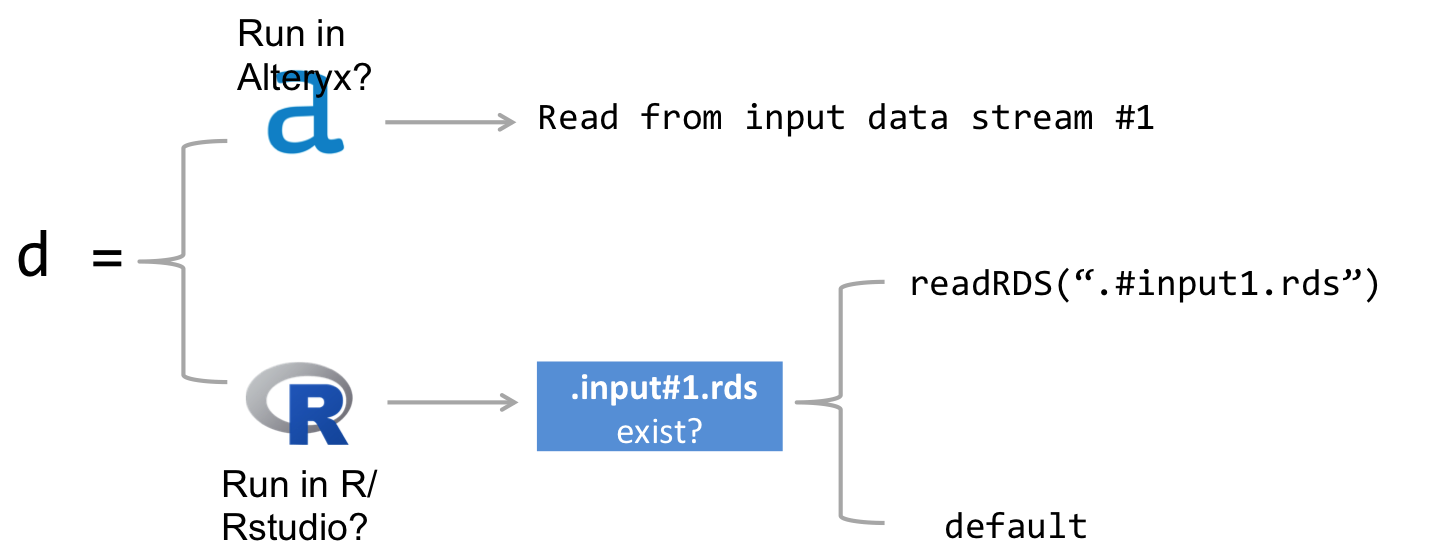 Run in
Alteryx?
a
Read from input data stream #1
d =
readRDS(“.#input1.rds”)
R
.input#1.rds
exist?
Run in R/
Rstudio?
default